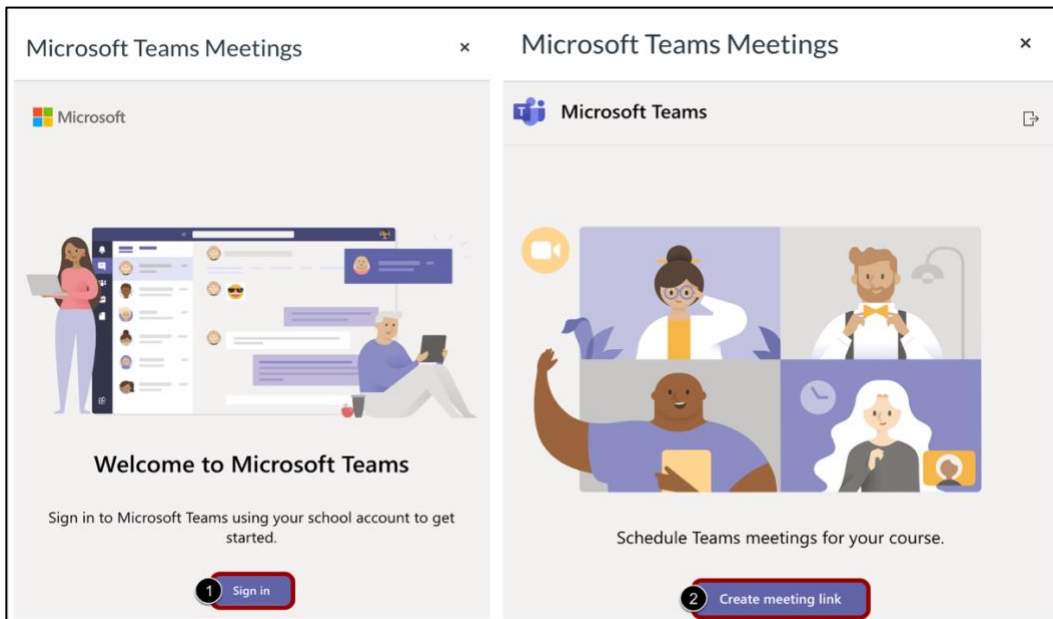 Microsoft Teams Meetings ×
Microsoft
Welcome to Microsoft Teams
Sign in to Microsoft Teams using your school account to get
started.
1 Sign in
Microsoft Teams Meetings ×
Microsoft Teams
Schedule Teams meetings for your course.
2 Create meeting link